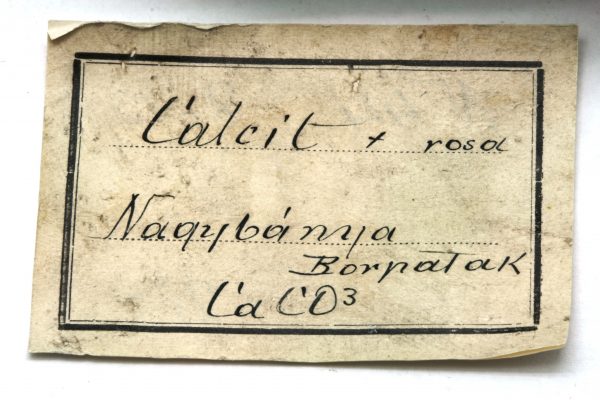 Calcit + rosa
Nagybánya
Borpatak
CaCO³